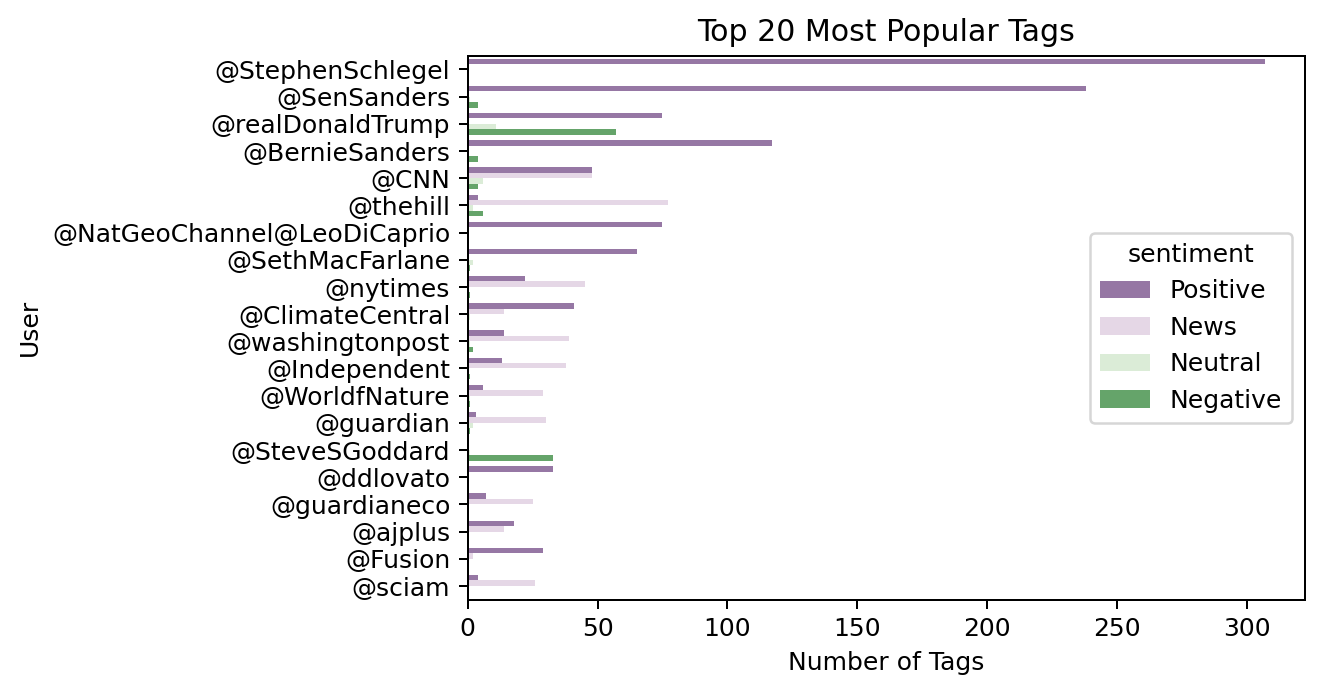 Top 20 Most Popular Tags
@StephenSchlegel
@SenSanders
@realDonaldTrump
@BernieSanders
@CNN
@thehill
@NatGeoChannel@LeoDiCaprio
@SethMacFarlane
@nytimes
@ClimateCentral
@washingtonpost
@Independent
@WorldfNature
@guardian
@SteveSGoddard
@ddlovato
@guardianeco
@ajplus
@Fusion
@sciam
User
sentiment
Positive
News
Neutral
Negative
0 50 100 150 200 250 300
Number of Tags